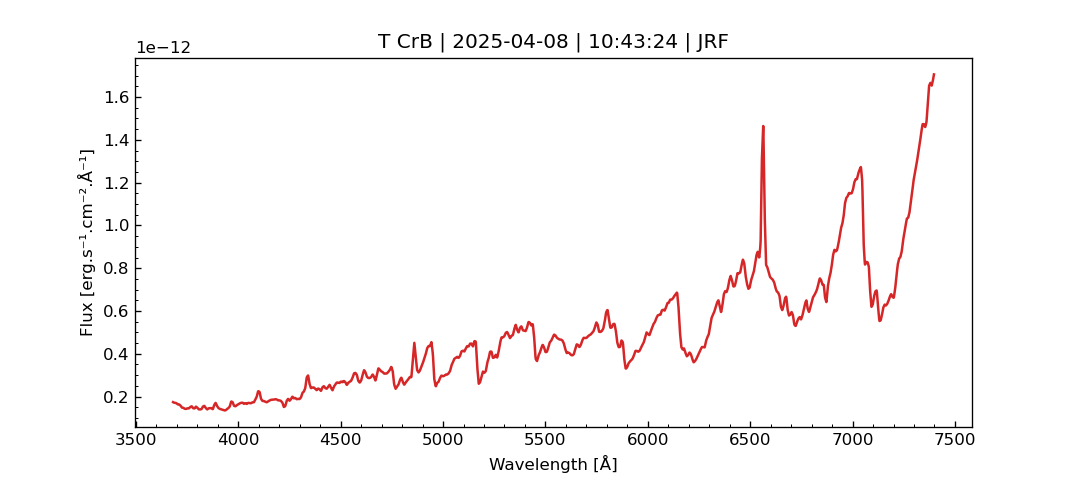 T CrB | 2025-04-08 | 10:43:24 | JRF
1e−12
1.6
1.4
1.2
1.0
0.8
0.6
0.4
0.2
Flux [erg.s⁻¹.cm⁻².Å⁻¹]
3500 4000 4500 5000 5500 6000 6500 7000 7500
Wavelength [Å]